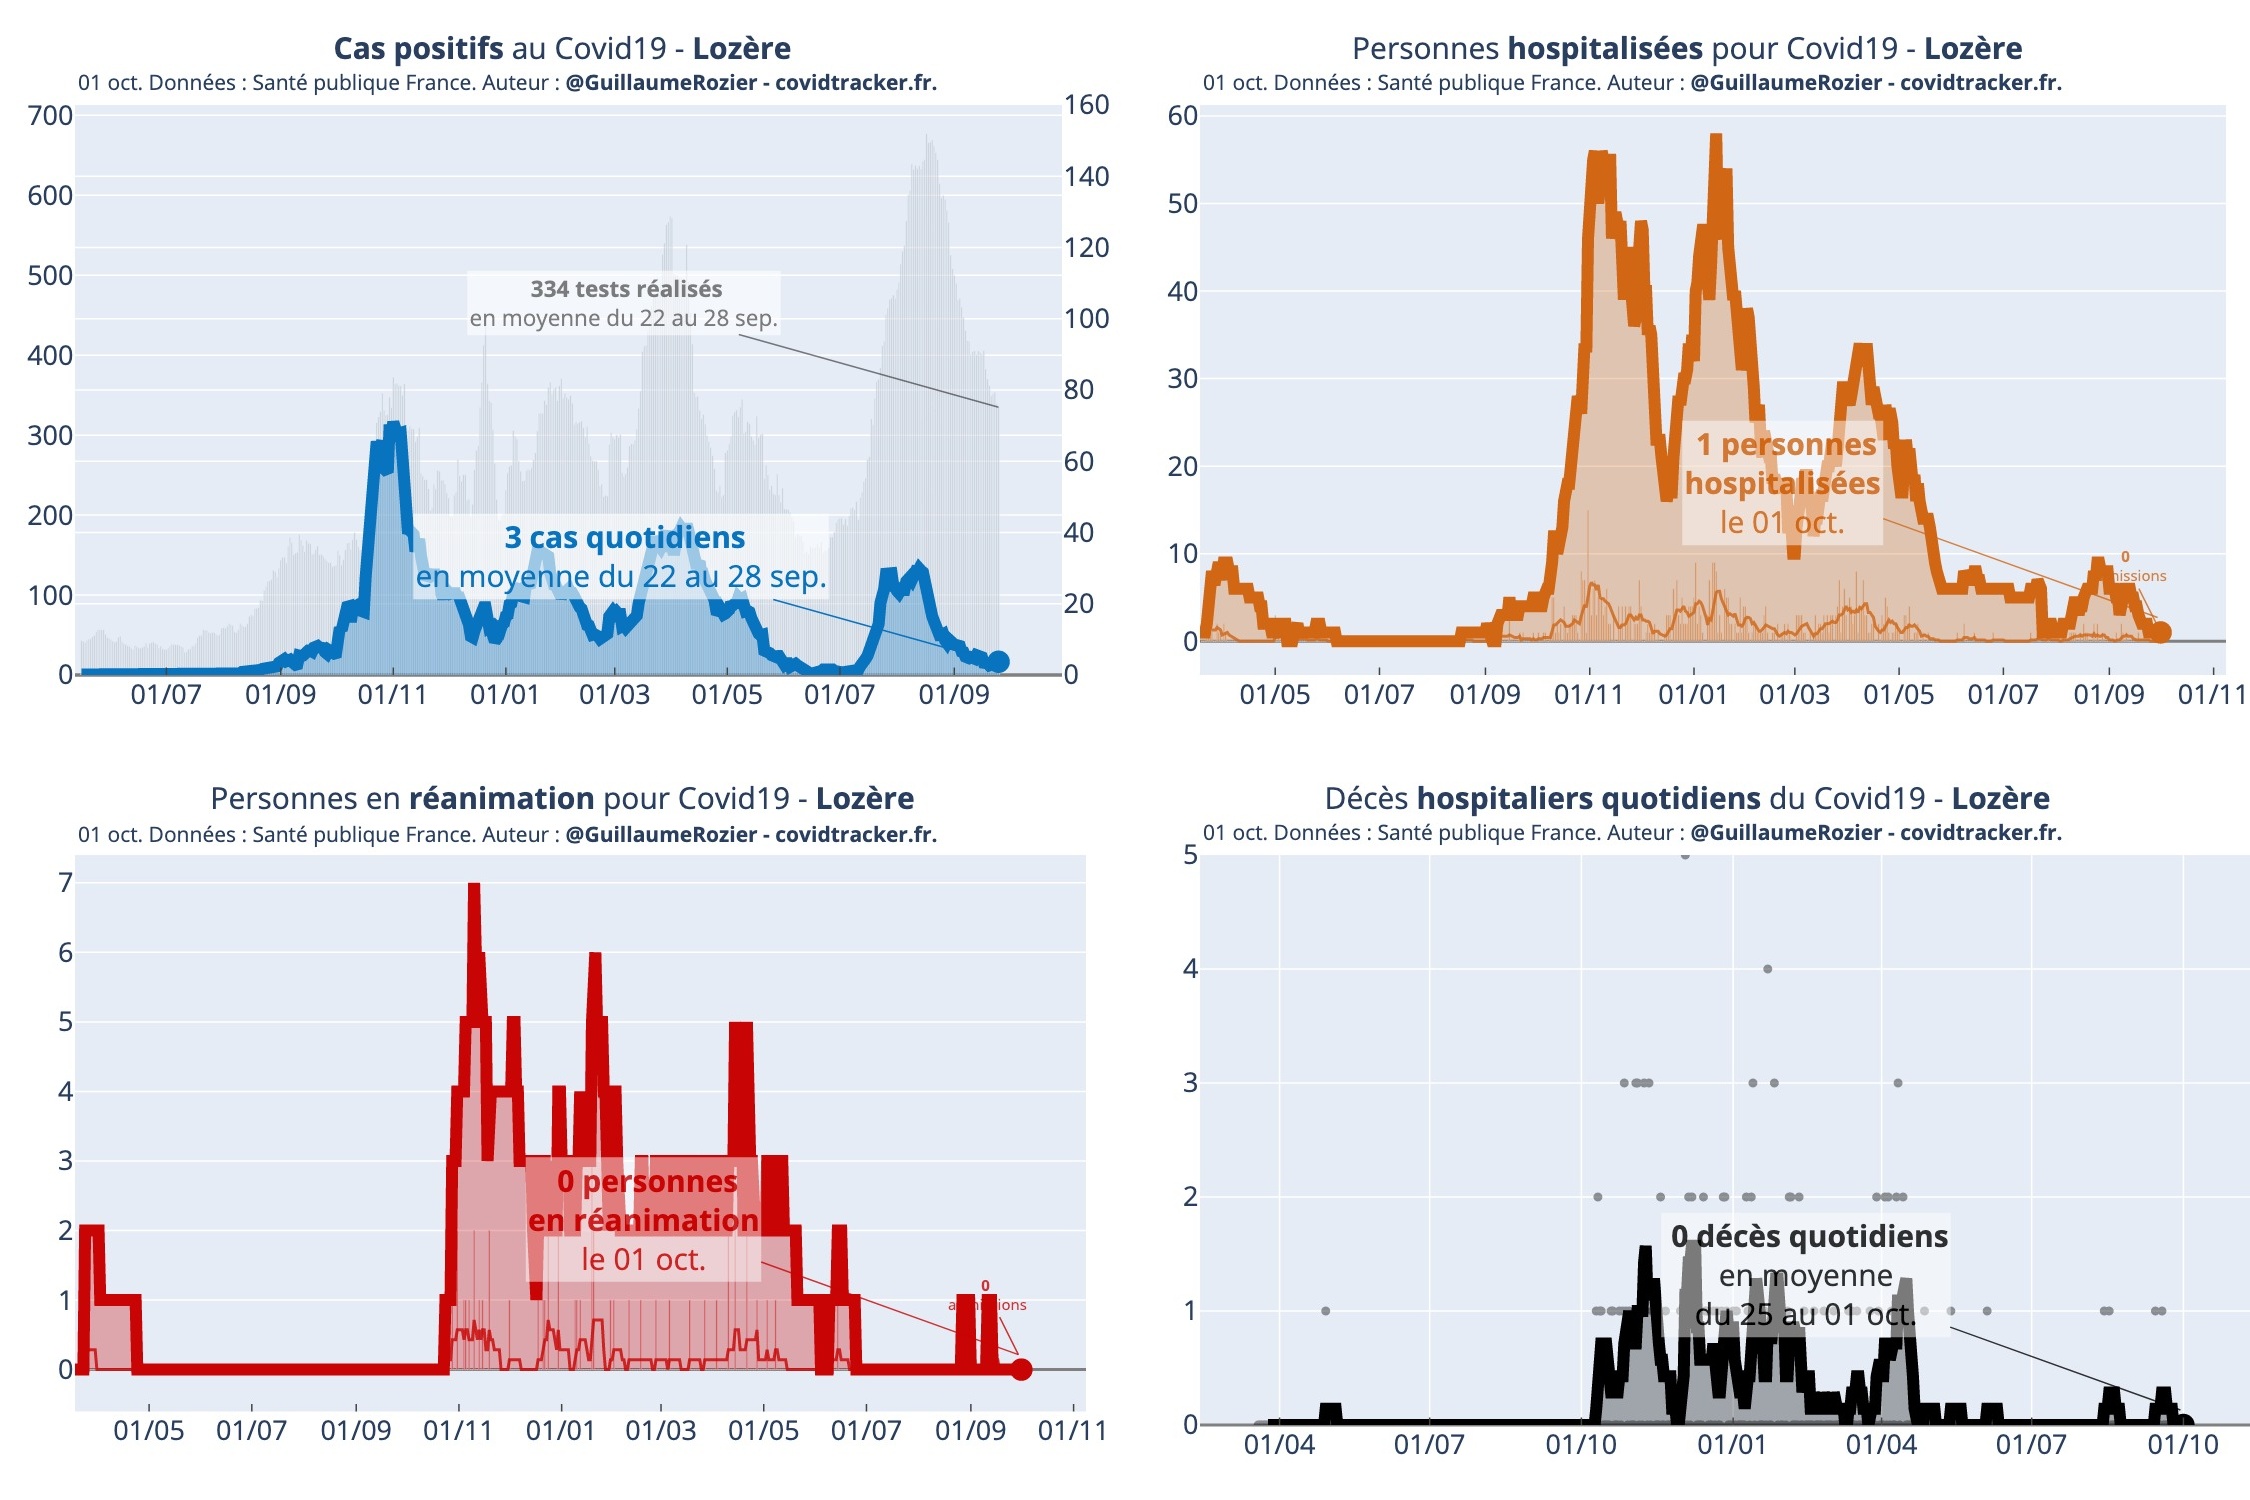 Cas positifs au Covid19 - Lozère
01 oct. Données : Santé publique France. Auteur : @GuillaumeRozier - covidtracker.fr.
700
600
500
400
300
200
100
0
160
140
120
100
80
60
40
20
0
334 tests réalisés
en moyenne du 22 au 28 sep.
3 cas quotidiens
en moyenne du 22 au 28 sep.
01/07 01/09 01/11 01/01 01/03 01/05 01/07 01/09
Personnes hospitalisées pour Covid19 - Lozère
01 oct. Données : Santé publique France. Auteur : @GuillaumeRozier - covidtracker.fr.
60
50
40
30
20
10
0
1 personnes
hospitalisées
le 01 oct.
0
01/05 01/07 01/09 01/11 01/01 01/03 01/05 01/07 01/09 01/11
Personnes en réanimation pour Covid19 - Lozère
01 oct. Données : Santé publique France. Auteur : @GuillaumeRozier - covidtracker.fr.
7
6
5
4
3
2
1
0
0 personnes
en réanimation
le 01 oct.
0
01/05 01/07 01/09 01/11 01/01 01/03 01/05 01/07 01/09 01/11
Décès hospitaliers quotidiens du Covid19 - Lozère
01 oct. Données : Santé publique France. Auteur : @GuillaumeRozier - covidtracker.fr.
5
4
3
2
1
0
0 décès quotidiens
en moyenne
du 25 au 01 oct.
01/04 01/07 01/10 01/01 01/04 01/07 01/10